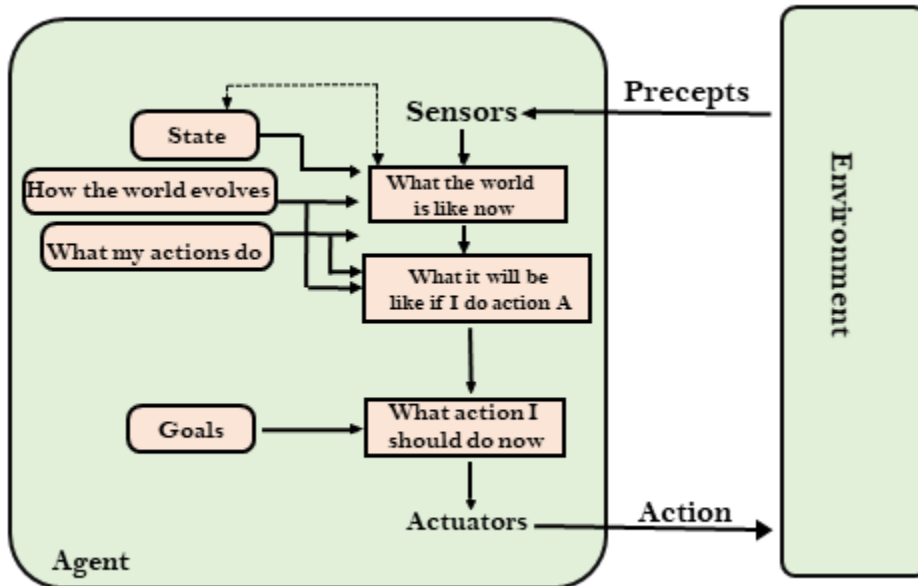 Precepts
Sensors
State
What the world
is like now
How the world evolves
What my actions do
What it will be
like if I do action A
Environment
Goals
What action I
should do now
Actuators
Action
Agent